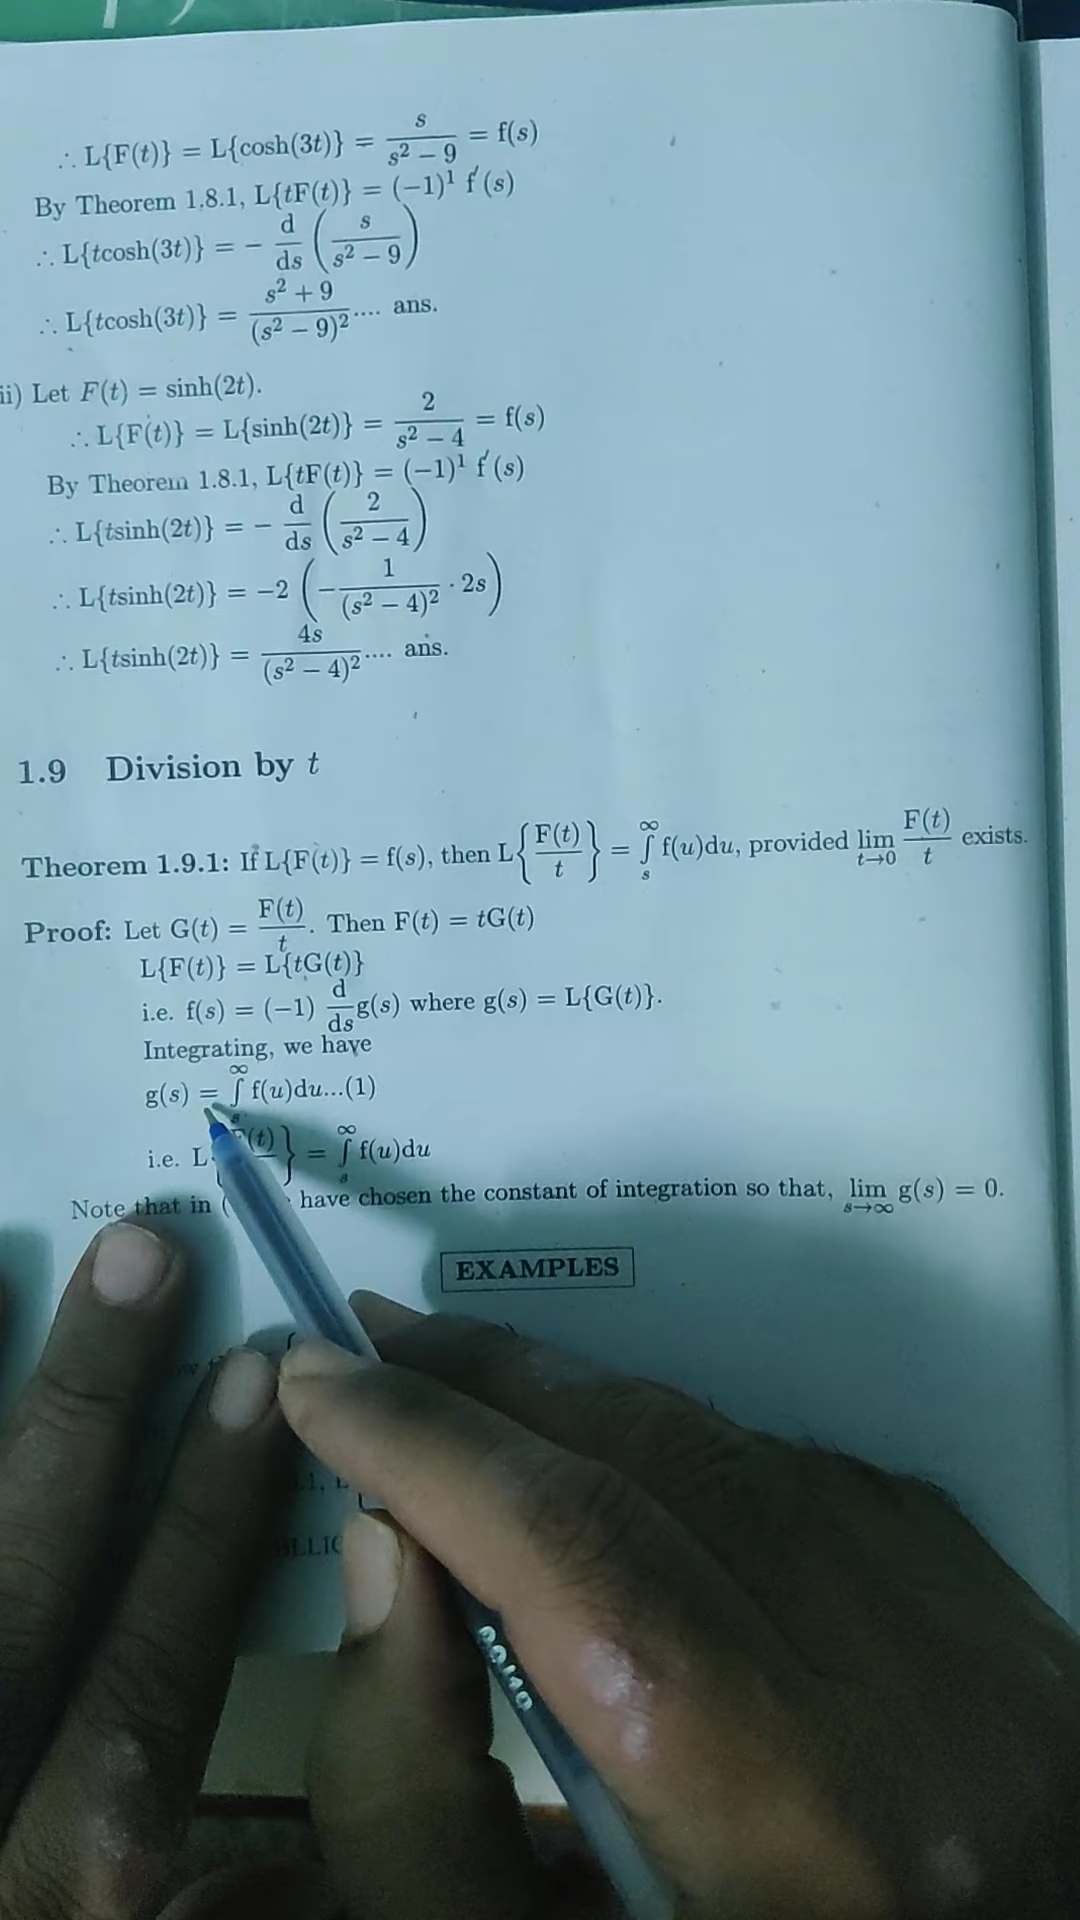 ∴ L{F(t)} = L{cosh(3t)} = s/(s² − 9) = f(s)
By Theorem 1.8.1, L{tF(t)} = (−1)¹ f′(s)
∴ L{tcosh(3t)} = − d/ds (s/(s² − 9))
∴ L{tcosh(3t)} = (s² + 9)/(s² − 9)² .... ans.
ii) Let F(t) = sinh(2t).
∴ L{F(t)} = L{sinh(2t)} = 2/(s² − 4) = f(s)
By Theorem 1.8.1, L{tF(t)} = (−1)¹ f′(s)
∴ L{tsinh(2t)} = − d/ds (2/(s² − 4))
∴ L{tsinh(2t)} = −2 (−1/(s² − 4)² · 2s)
∴ L{tsinh(2t)} = 4s/(s² − 4)² .... ans.
1.9 Division by t
Theorem 1.9.1: If L{F(t)} = f(s), then L{F(t)/t} = ∫ₛ^∞ f(u)du, provided lim t→0 F(t)/t exists.
Proof: Let G(t) = F(t)/t. Then F(t) = tG(t)
L{F(t)} = L{tG(t)}
i.e. f(s) = (−1) d/ds g(s) where g(s) = L{G(t)}.
Integrating, we have
g(s) = ∫ₛ^∞ f(u)du...(1)
i.e. L F(t) } = ∫ₛ^∞ f(u)du
Note that in ( have chosen the constant of integration so that, lim s→∞ g(s) = 0.
EXAMPLES